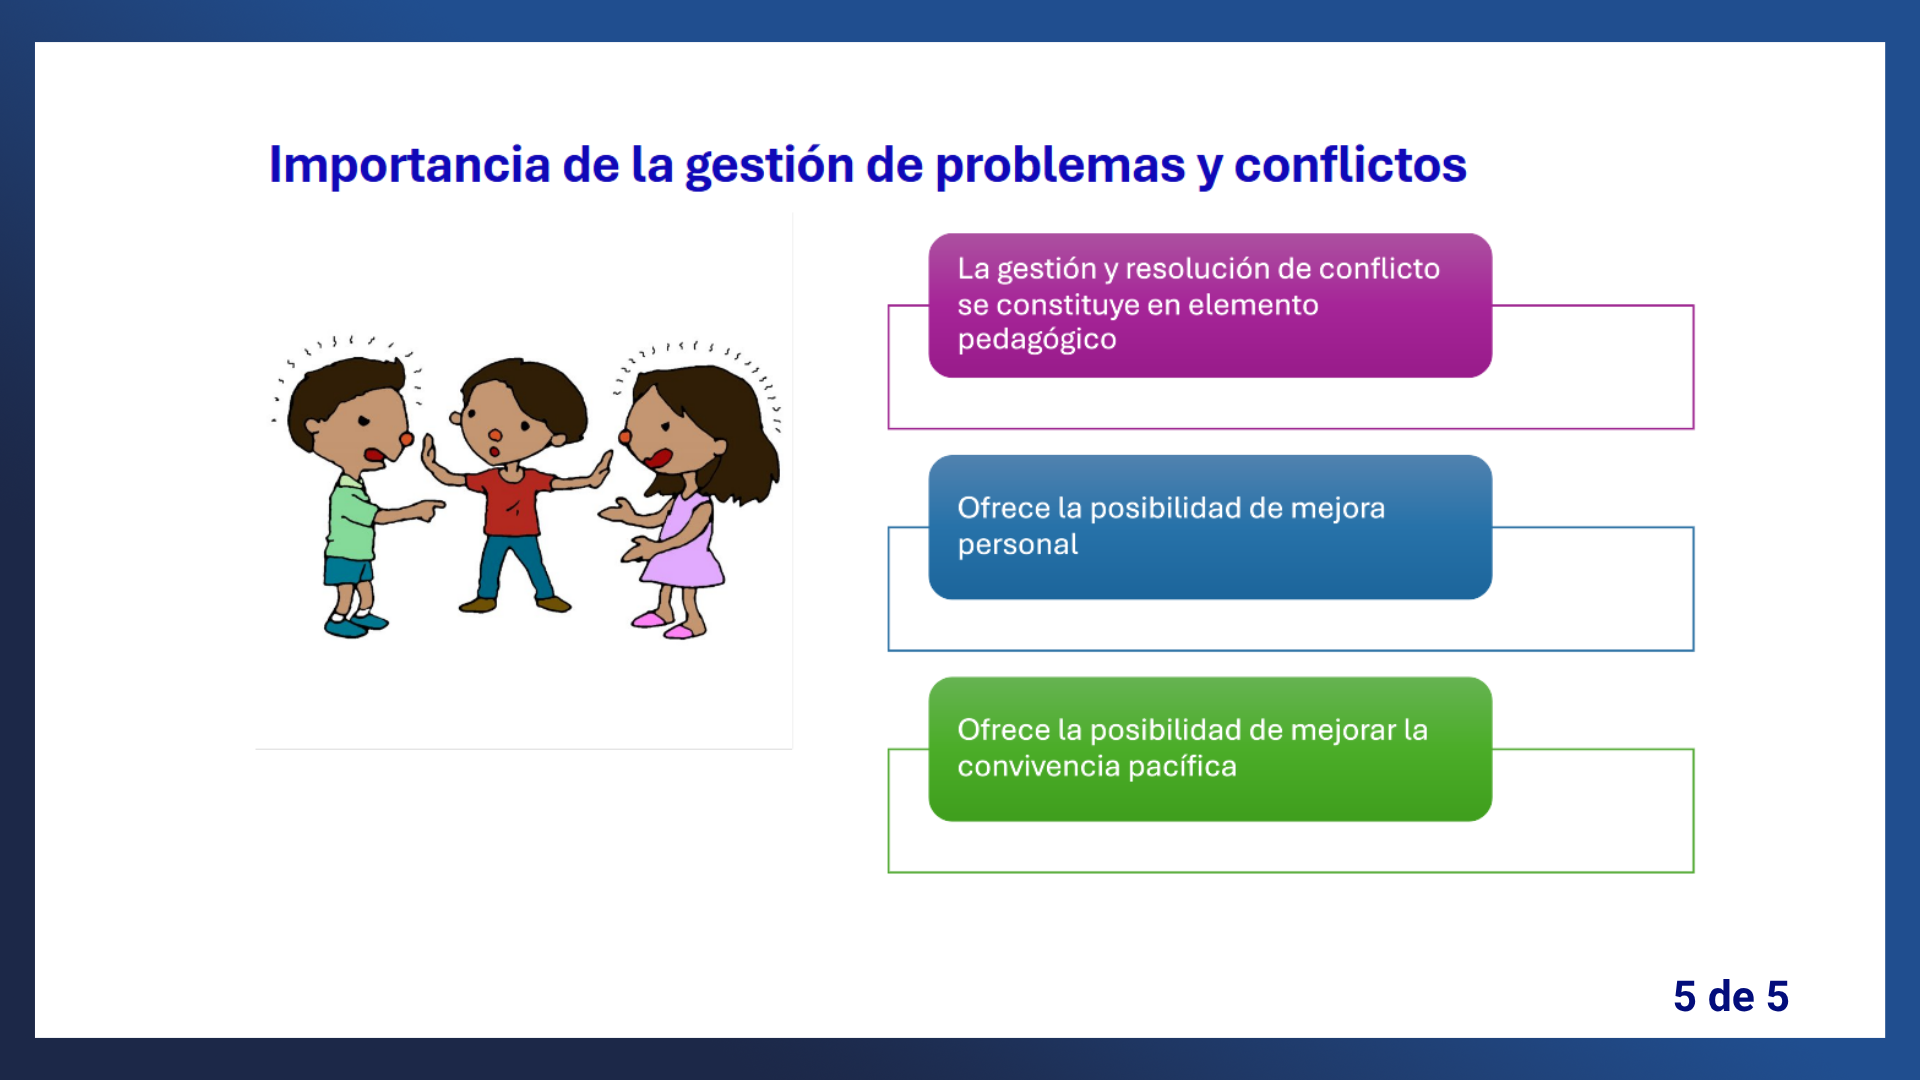 Importancia de la gestión de problemas y conflictos
La gestión y resolución de conflicto
se constituye en elemento
pedagógico
Ofrece la posibilidad de mejora
personal
Ofrece la posibilidad de mejorar la
convivencia pacífica
5 de 5